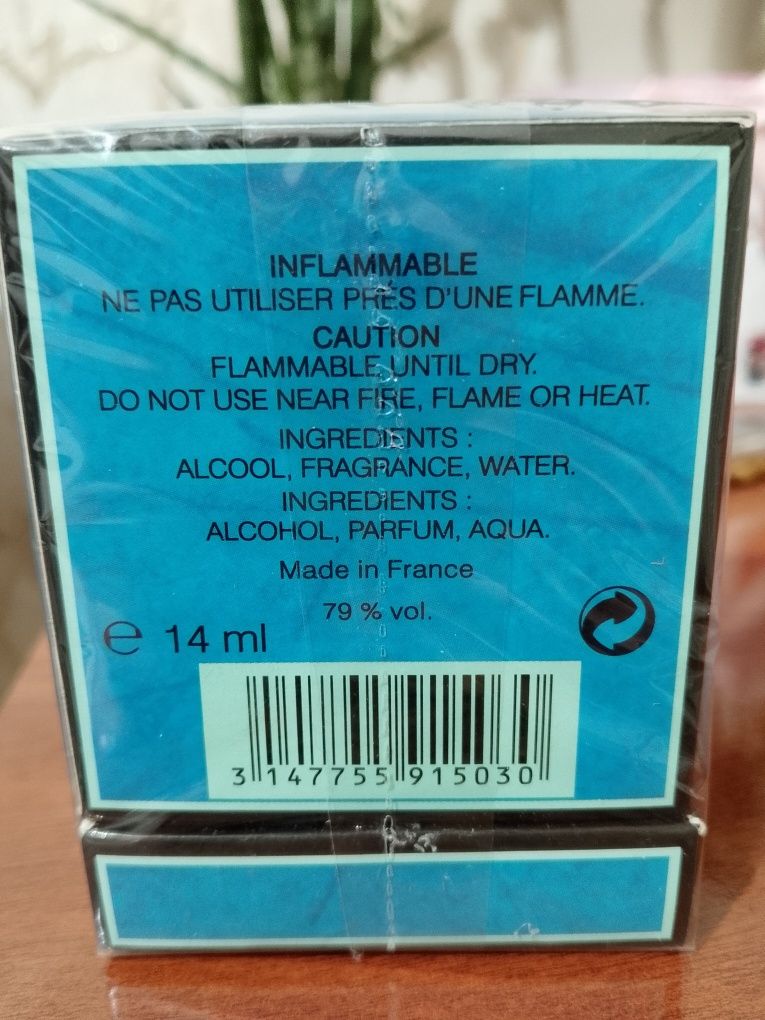 INFLAMMABLE
NE PAS UTILISER PRES D'UNE FLAMME.
CAUTION
FLAMMABLE UNTIL DRY.
DO NOT USE NEAR FIRE, FLAME OR HEAT.
INGREDIENTS :
ALCOOL, FRAGRANCE, WATER.
INGREDIENTS :
ALCOHOL, PARFUM, AQUA.
Made in France
79 % vol.
℮ 14 ml
3 147755 915030